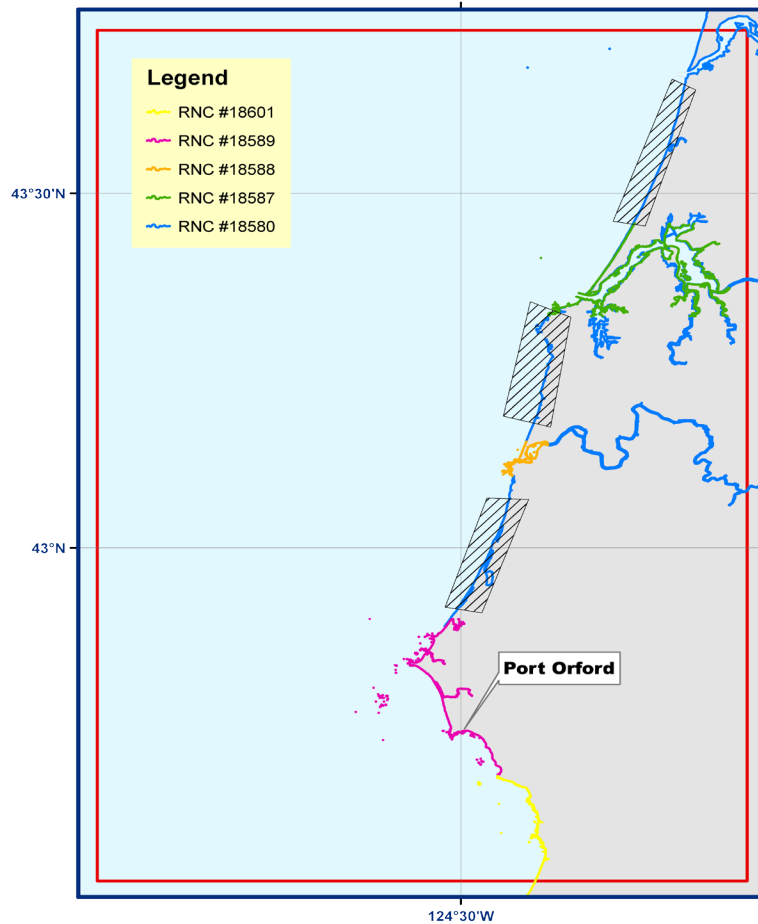 Legend
RNC #18601
RNC #18589
RNC #18588
RNC #18587
RNC #18580
43°30'N
43°N
Port Orford
124°30'W